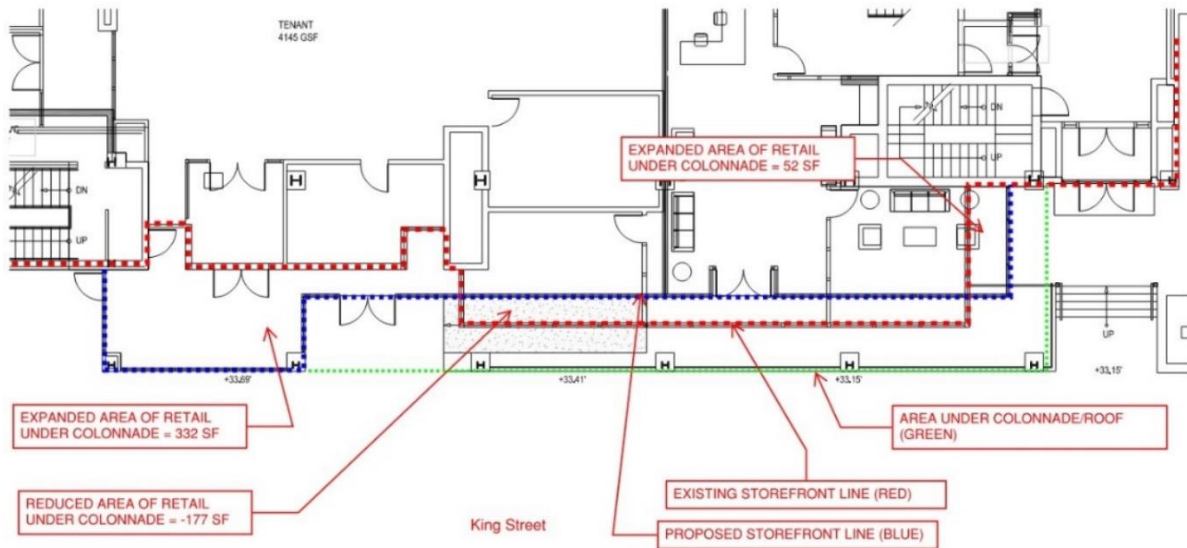 TENANT
4145 GSF
DN
EXPANDED AREA OF RETAIL
UNDER COLONNADE = 52 SF
UP
DN
UP
H
H
H
H
H
H
H
H
H
H
UP
+33.69'
+33.41'
+33.15'
+33.15'
EXPANDED AREA OF RETAIL
UNDER COLONNADE = 332 SF
AREA UNDER COLONNADE/ROOF
(GREEN)
REDUCED AREA OF RETAIL
UNDER COLONNADE = -177 SF
EXISTING STOREFRONT LINE (RED)
King Street
PROPOSED STOREFRONT LINE (BLUE)